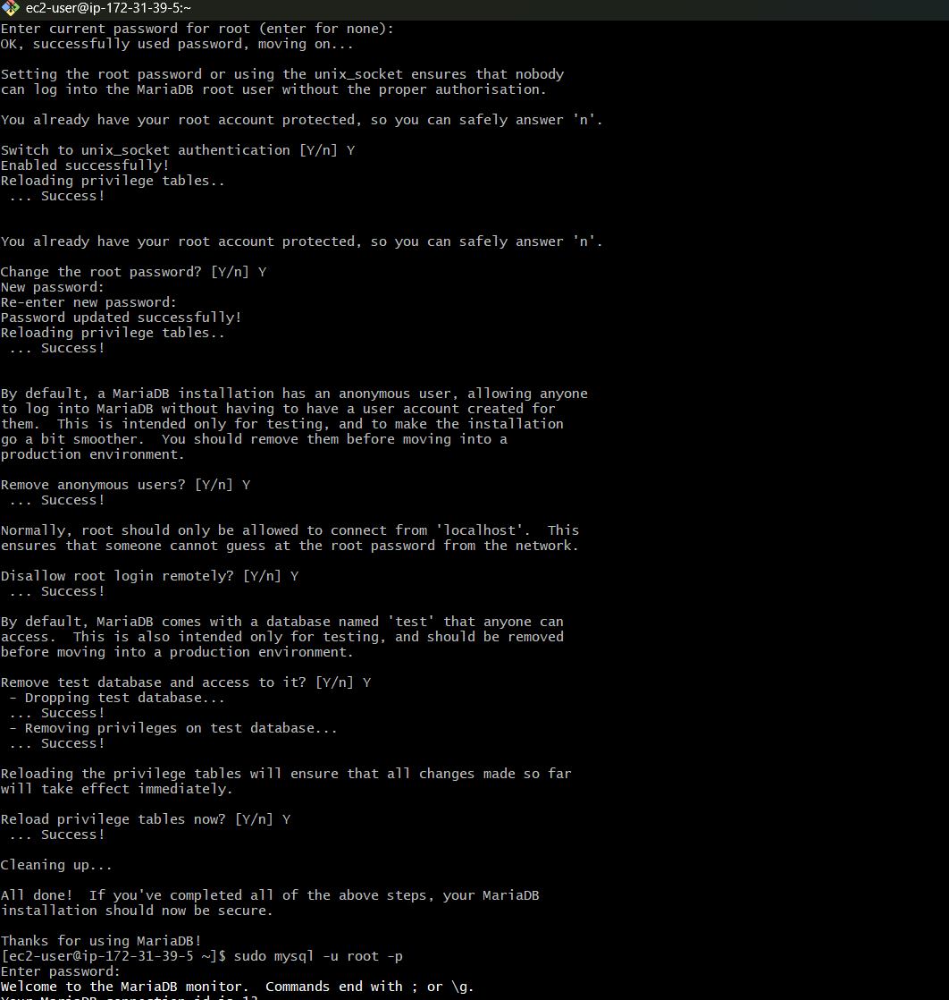 ec2-user@ip-172-31-39-5:~
Enter current password for root (enter for none):
OK, successfully used password, moving on...
Setting the root password or using the unix_socket ensures that nobody
can log into the MariaDB root user without the proper authorisation.
You already have your root account protected, so you can safely answer 'n'.
Switch to unix_socket authentication [Y/n] Y
Enabled successfully!
Reloading privilege tables..
 ... Success!
You already have your root account protected, so you can safely answer 'n'.
Change the root password? [Y/n] Y
New password:
Re-enter new password:
Password updated successfully!
Reloading privilege tables..
 ... Success!
By default, a MariaDB installation has an anonymous user, allowing anyone
to log into MariaDB without having to have a user account created for
them.  This is intended only for testing, and to make the installation
go a bit smoother.  You should remove them before moving into a
production environment.
Remove anonymous users? [Y/n] Y
 ... Success!
Normally, root should only be allowed to connect from 'localhost'.  This
ensures that someone cannot guess at the root password from the network.
Disallow root login remotely? [Y/n] Y
 ... Success!
By default, MariaDB comes with a database named 'test' that anyone can
access.  This is also intended only for testing, and should be removed
before moving into a production environment.
Remove test database and access to it? [Y/n] Y
 - Dropping test database...
 ... Success!
 - Removing privileges on test database...
 ... Success!
Reloading the privilege tables will ensure that all changes made so far
will take effect immediately.
Reload privilege tables now? [Y/n] Y
 ... Success!
Cleaning up...
All done!  If you've completed all of the above steps, your MariaDB
installation should now be secure.
Thanks for using MariaDB!
[ec2-user@ip-172-31-39-5 ~]$ sudo mysql -u root -p
Enter password:
Welcome to the MariaDB monitor.  Commands end with ; or \g.
Your MariaDB connection id is